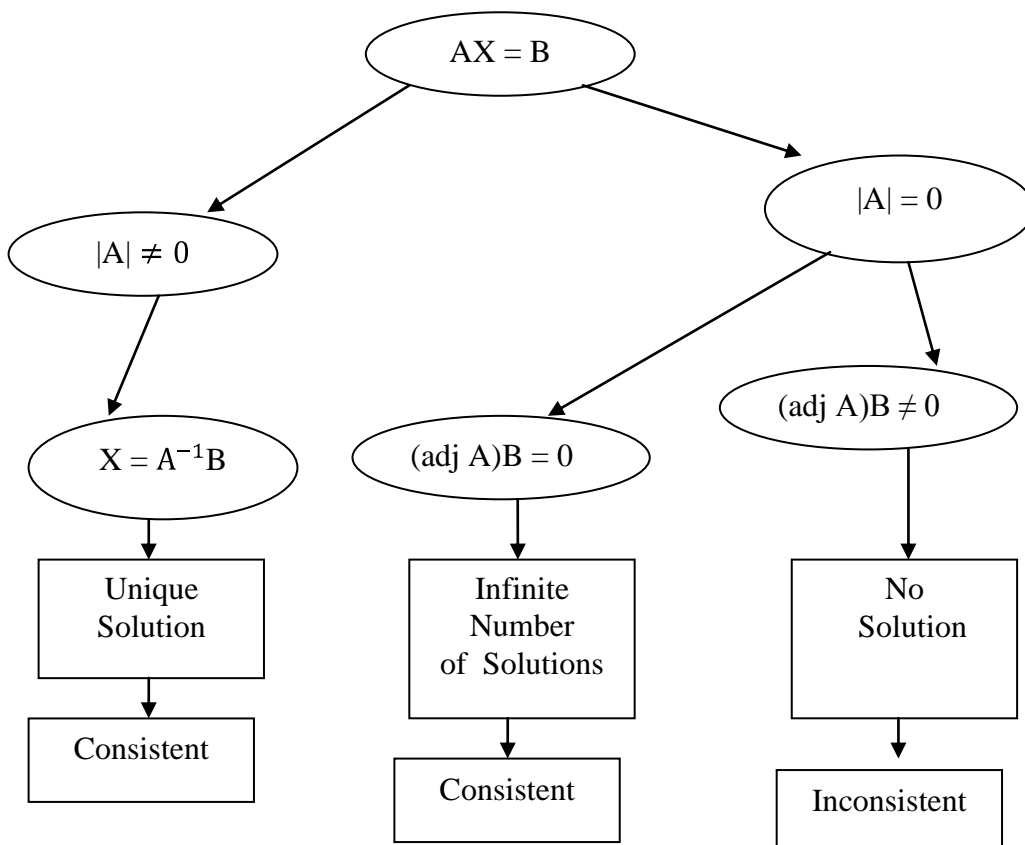 AX = B
|A| = 0
|A| ≠ 0
(adj A)B ≠ 0
X = A⁻¹B
(adj A)B = 0
Unique
Solution
Infinite
Number
of Solutions
No
Solution
Consistent
Consistent
Inconsistent